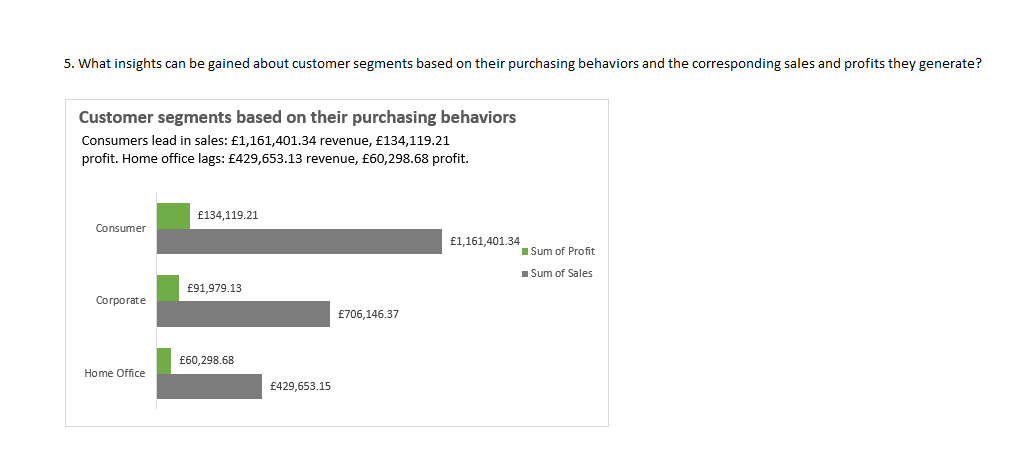 5. What insights can be gained about customer segments based on their purchasing behaviors and the corresponding sales and profits they generate?
Customer segments based on their purchasing behaviors
Consumers lead in sales: £1,161,401.34 revenue, £134,119.21
profit. Home office lags: £429,653.13 revenue, £60,298.68 profit.
£134,119.21
Consumer
£1,161,401.34
Sum of Profit
Sum of Sales
£91,979.13
Corporate
£706,146.37
£60,298.68
Home Office
£429,653.15